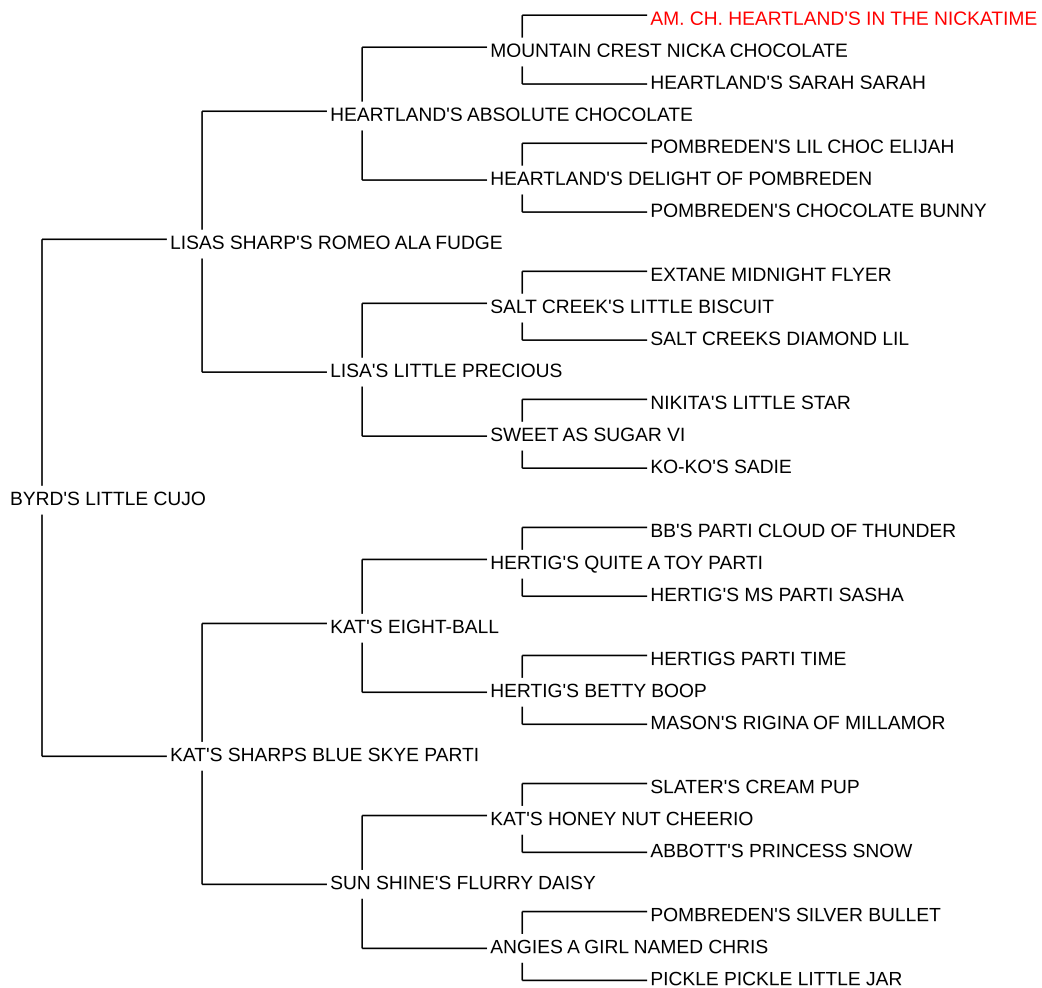 AM. CH. HEARTLAND'S IN THE NICKATIME
MOUNTAIN CREST NICKA CHOCOLATE
HEARTLAND'S SARAH SARAH
HEARTLAND'S ABSOLUTE CHOCOLATE
POMBREDEN'S LIL CHOC ELIJAH
HEARTLAND'S DELIGHT OF POMBREDEN
POMBREDEN'S CHOCOLATE BUNNY
LISAS SHARP'S ROMEO ALA FUDGE
EXTANE MIDNIGHT FLYER
SALT CREEK'S LITTLE BISCUIT
SALT CREEKS DIAMOND LIL
LISA'S LITTLE PRECIOUS
NIKITA'S LITTLE STAR
SWEET AS SUGAR VI
KO-KO'S SADIE
BYRD'S LITTLE CUJO
BB'S PARTI CLOUD OF THUNDER
HERTIG'S QUITE A TOY PARTI
HERTIG'S MS PARTI SASHA
KAT'S EIGHT-BALL
HERTIGS PARTI TIME
HERTIG'S BETTY BOOP
MASON'S RIGINA OF MILLAMOR
KAT'S SHARPS BLUE SKYE PARTI
SLATER'S CREAM PUP
KAT'S HONEY NUT CHEERIO
ABBOTT'S PRINCESS SNOW
SUN SHINE'S FLURRY DAISY
POMBREDEN'S SILVER BULLET
ANGIES A GIRL NAMED CHRIS
PICKLE PICKLE LITTLE JAR